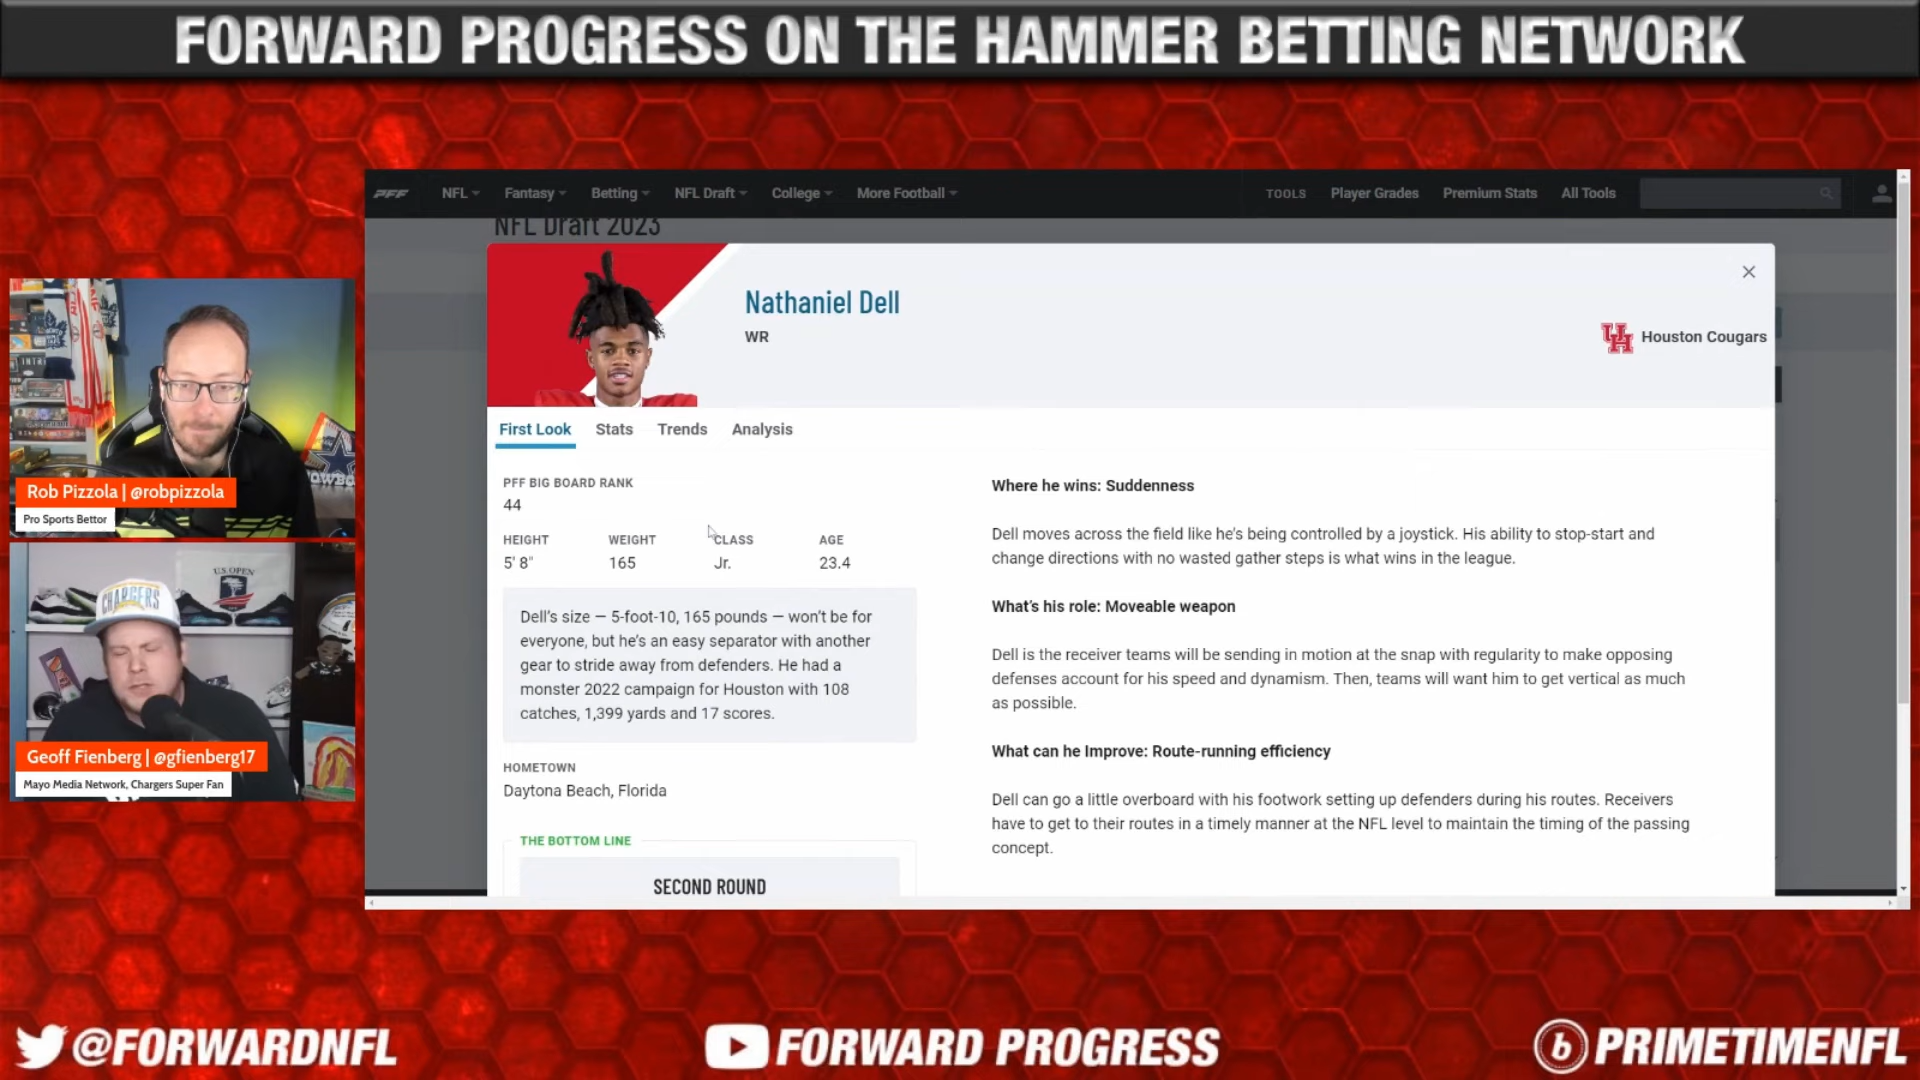 FORWARD PROGRESS ON THE HAMMER BETTING NETWORK
PFF NFL Fantasy Betting NFL Draft College More Football TOOLS Player Grades Premium Stats All Tools
NFL Draft 2023
Nathaniel Dell
WR
Houston Cougars
First Look Stats Trends Analysis
PFF BIG BOARD RANK
44
HEIGHT WEIGHT CLASS AGE
5' 8" 165 Jr. 23.4
Dell's size — 5-foot-10, 165 pounds — won't be for
everyone, but he's an easy separator with another
gear to stride away from defenders. He had a
monster 2022 campaign for Houston with 108
catches, 1,399 yards and 17 scores.
HOMETOWN
Daytona Beach, Florida
THE BOTTOM LINE
SECOND ROUND
Where he wins: Suddenness
Dell moves across the field like he's being controlled by a joystick. His ability to stop-start and
change directions with no wasted gather steps is what wins in the league.
What's his role: Moveable weapon
Dell is the receiver teams will be sending in motion at the snap with regularity to make opposing
defenses account for his speed and dynamism. Then, teams will want him to get vertical as much
as possible.
What can he Improve: Route-running efficiency
Dell can go a little overboard with his footwork setting up defenders during his routes. Receivers
have to get to their routes in a timely manner at the NFL level to maintain the timing of the passing
concept.
Rob Pizzola | @robpizzola
Pro Sports Bettor
U.S. OPEN
CHARGERS
Geoff Fienberg | @gfienberg17
Mayo Media Network, Chargers Super Fan
@FORWARDNFL
FORWARD PROGRESS
b PRIMETIMENFL